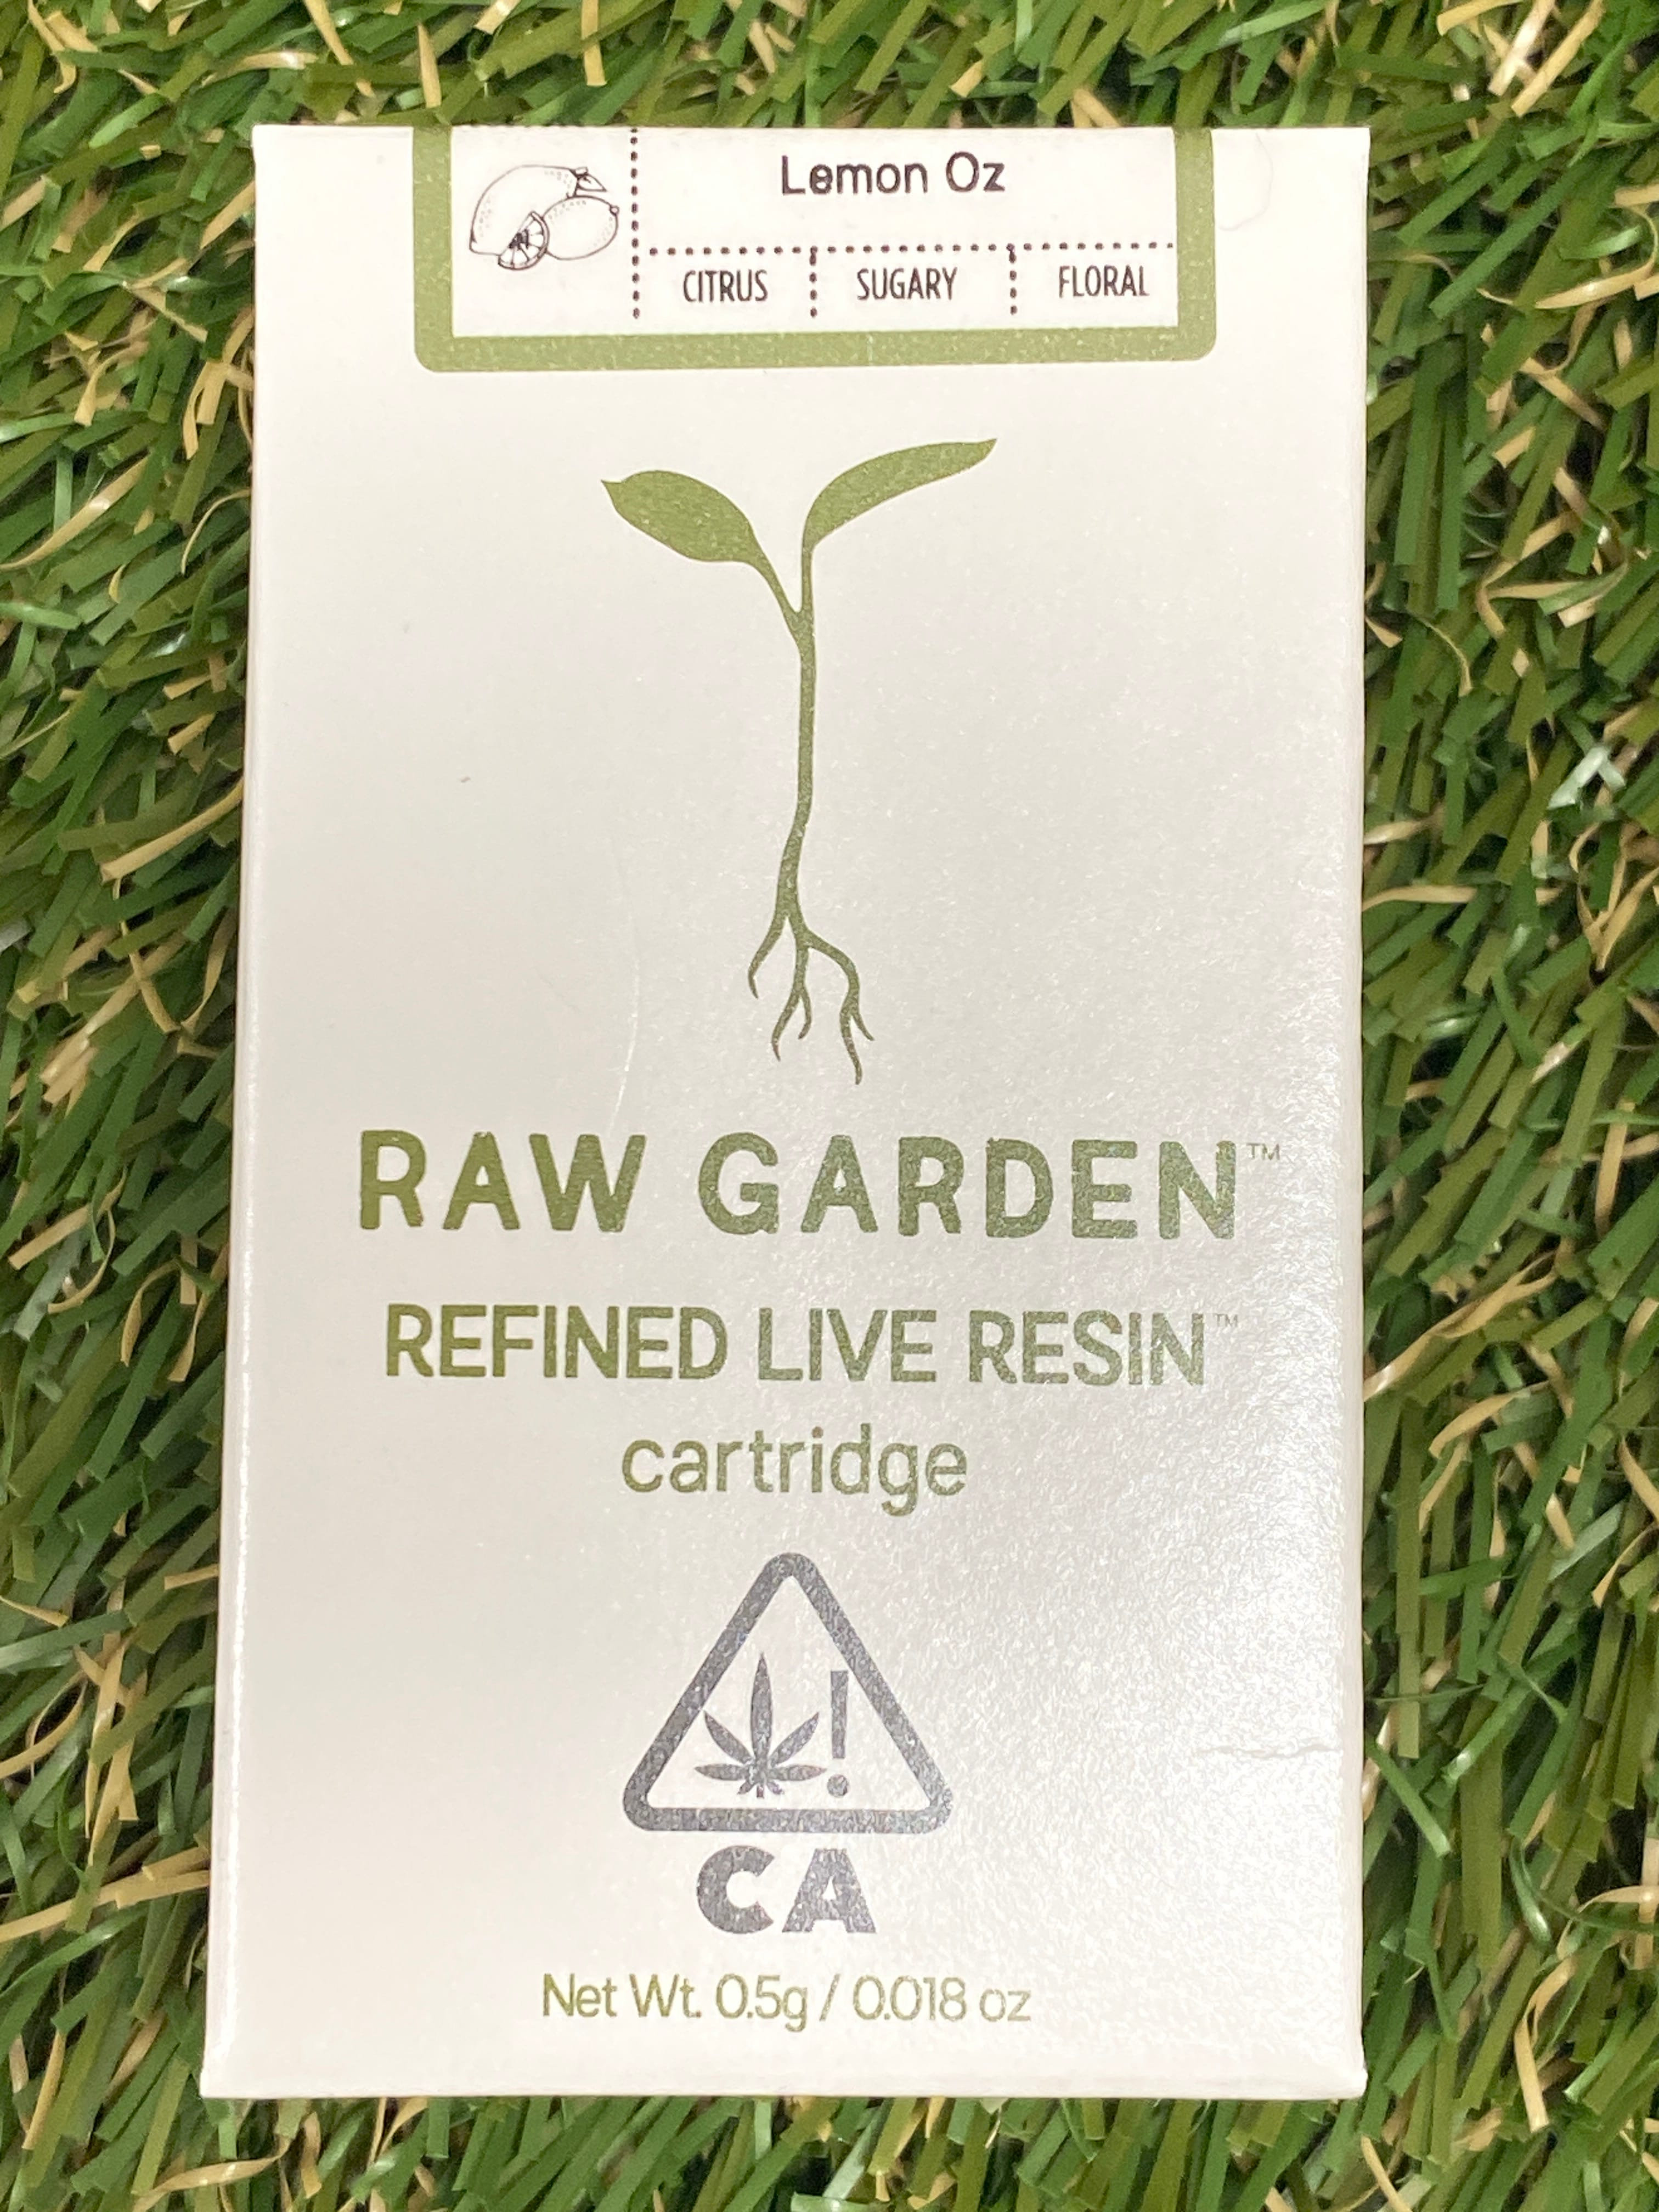 Lemon Oz
CITRUS SUGARY FLORAL
RAW GARDEN™
REFINED LIVE RESIN™
cartridge
!
CA
Net Wt. 0.5g / 0.018 oz